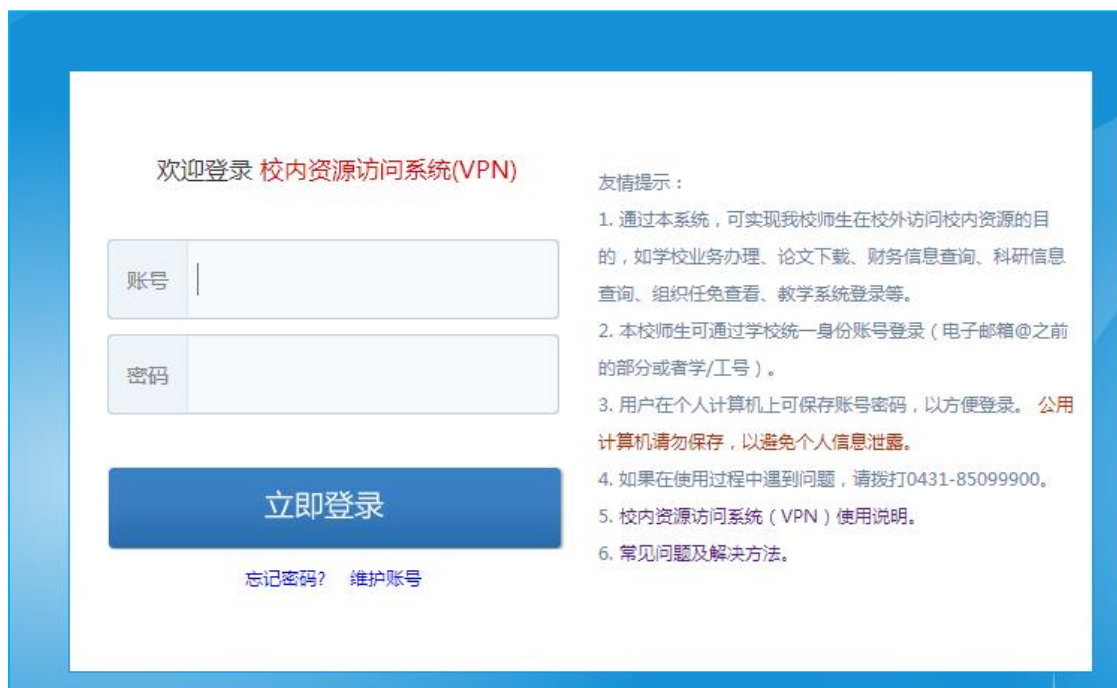 欢迎登录 校内资源访问系统(VPN)
账号
密码
立即登录
忘记密码? 维护账号
友情提示：
1. 通过本系统，可实现我校师生在校外访问校内资源的目
的，如学校业务办理、论文下载、财务信息查询、科研信息
查询、组织任免查看、教学系统登录等。
2. 本校师生可通过学校统一身份账号登录（电子邮箱@之前
的部分或者学/工号）。
3. 用户在个人计算机上可保存账号密码，以方便登录。 公用
计算机请勿保存，以避免个人信息泄露。
4. 如果在使用过程中遇到问题，请拨打0431-85099900。
5. 校内资源访问系统（VPN）使用说明。
6. 常见问题及解决方法。